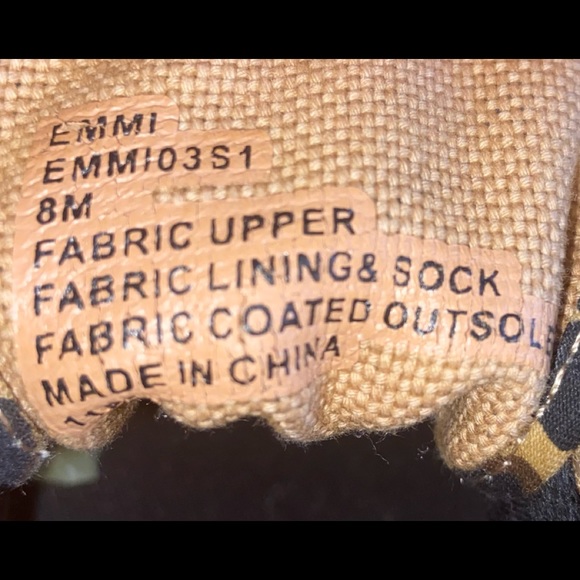 EMMI
EMMI03S1
8M
FABRIC UPPER
FABRIC LINING& SOCK
FABRIC COATED OUTSOLE
MADE IN CHINA